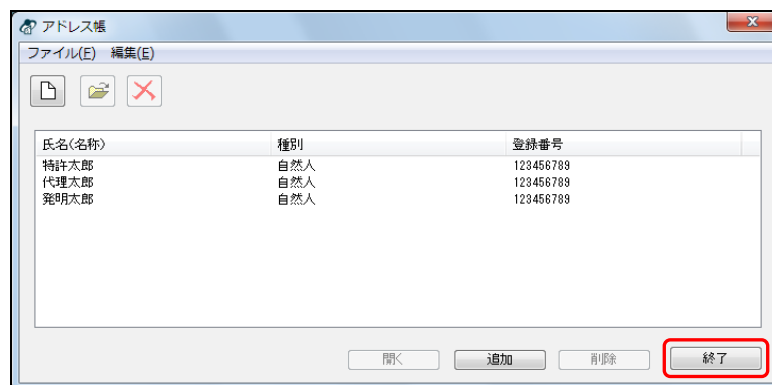 アドレス帳
ファイル(F) 編集(E)
氏名(名称) 種別 登録番号
特許太郎 自然人 123456789
代理太郎 自然人 123456789
発明太郎 自然人 123456789
開く 追加 削除 終了